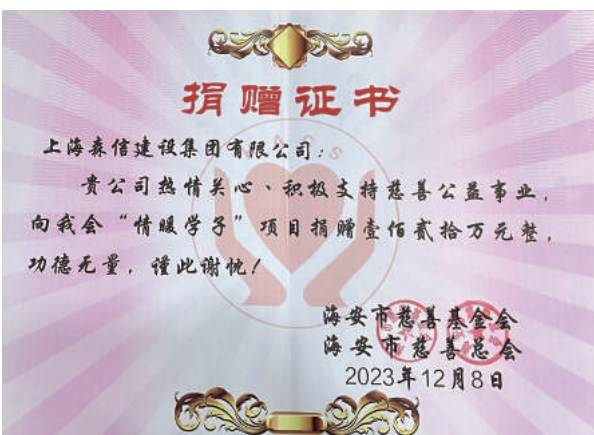 捐赠证书
上海森信建设集团有限公司：
贵公司热情关心、积极支持慈善公益事业，
向我会“情暖学子”项目捐赠壹佰贰拾万元整，
功德无量，谨此谢忱！
海安市慈善基金会
海安市慈善总会
2023年12月8日